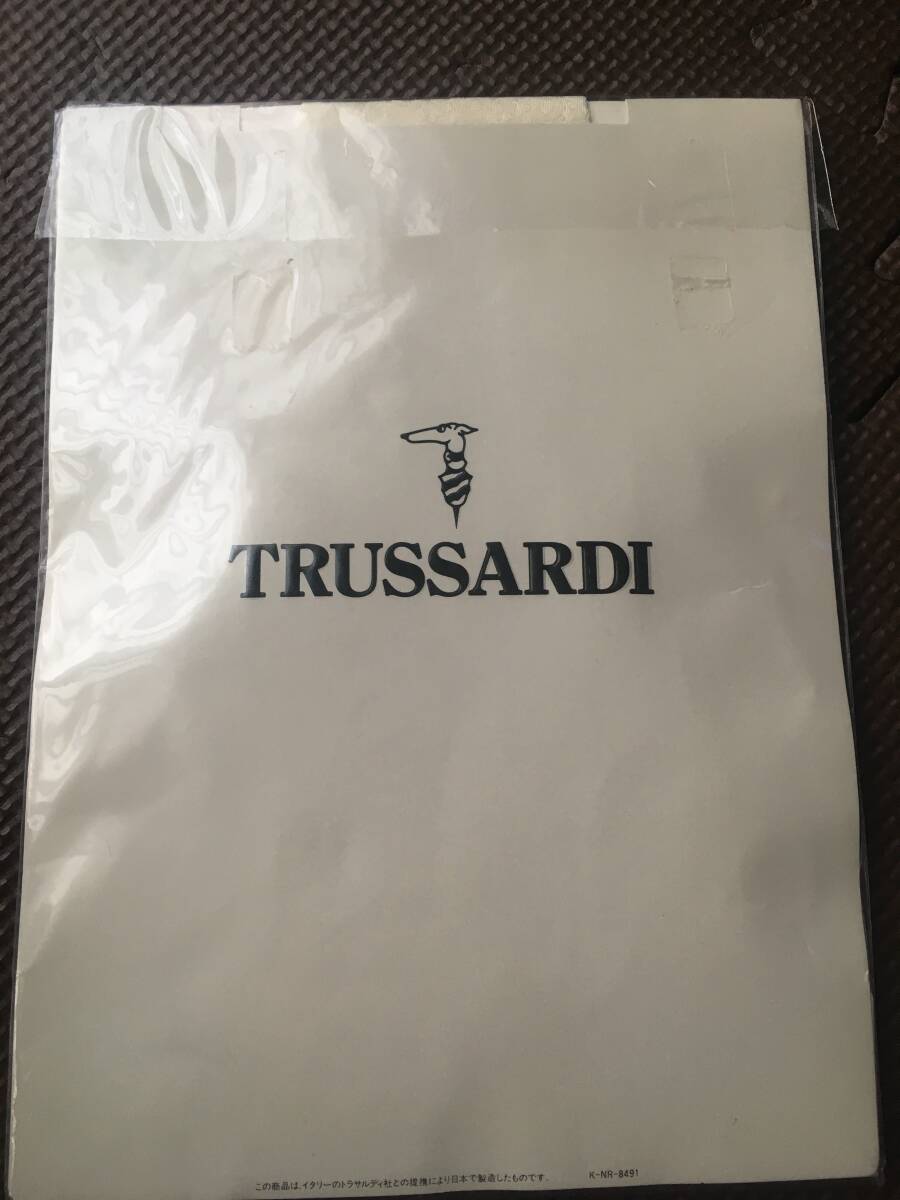 TRUSSARDI
この商品は、イタリーのトラサルディ社との提携により日本で製造したものです。 K-NR-8491